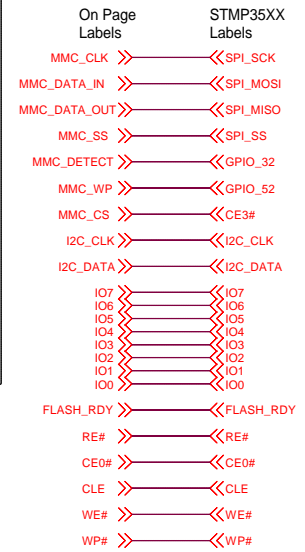 On Page Labels STMP35XX Labels
MMC_CLK SPI_SCK
MMC_DATA_IN SPI_MOSI
MMC_DATA_OUT SPI_MISO
MMC_SS SPI_SS
MMC_DETECT GPIO_32
MMC_WP GPIO_52
MMC_CS CE3#
I2C_CLK I2C_CLK
I2C_DATA I2C_DATA
IO7 IO7
IO6 IO6
IO5 IO5
IO4 IO4
IO3 IO3
IO2 IO2
IO1 IO1
IO0 IO0
FLASH_RDY FLASH_RDY
RE# RE#
CE0# CE0#
CLE CLE
WE# WE#
WP# WP#